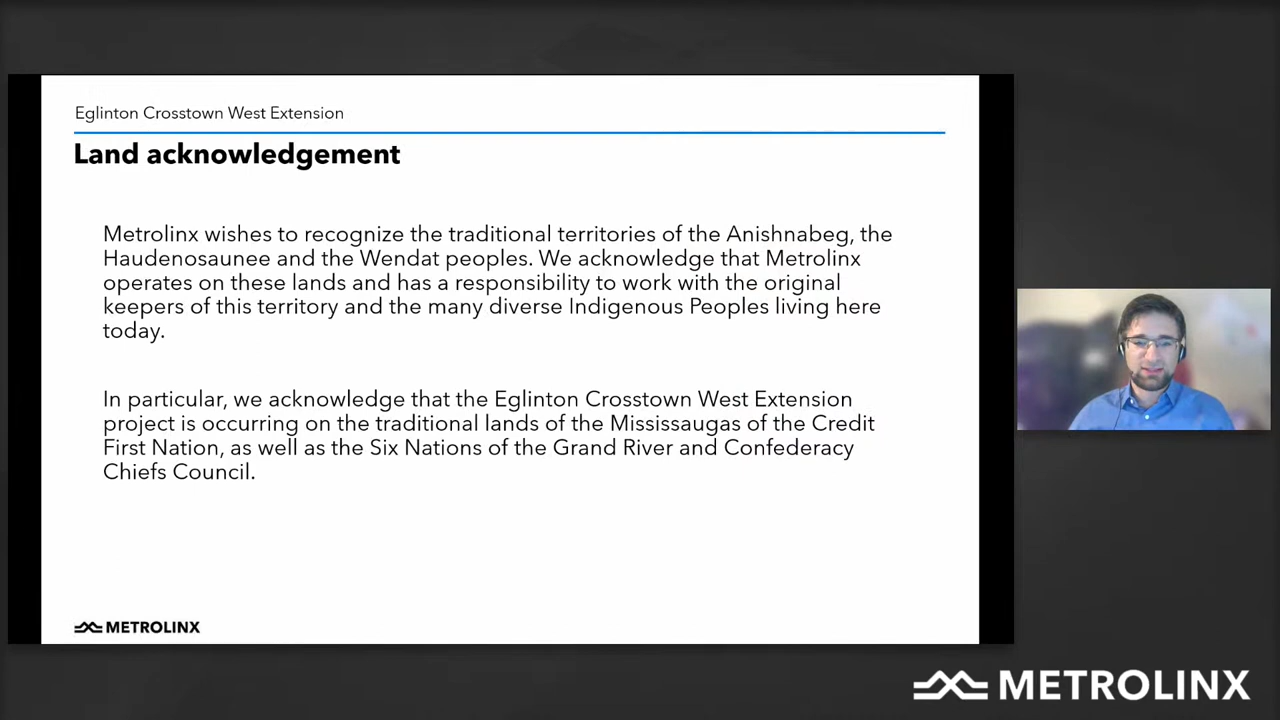 Eglinton Crosstown West Extension
Land acknowledgement
Metrolinx wishes to recognize the traditional territories of the Anishnabeg, the
Haudenosaunee and the Wendat peoples. We acknowledge that Metrolinx
operates on these lands and has a responsibility to work with the original
keepers of this territory and the many diverse Indigenous Peoples living here
today.
In particular, we acknowledge that the Eglinton Crosstown West Extension
project is occurring on the traditional lands of the Mississaugas of the Credit
First Nation, as well as the Six Nations of the Grand River and Confederacy
Chiefs Council.
METROLINX
METROLINX